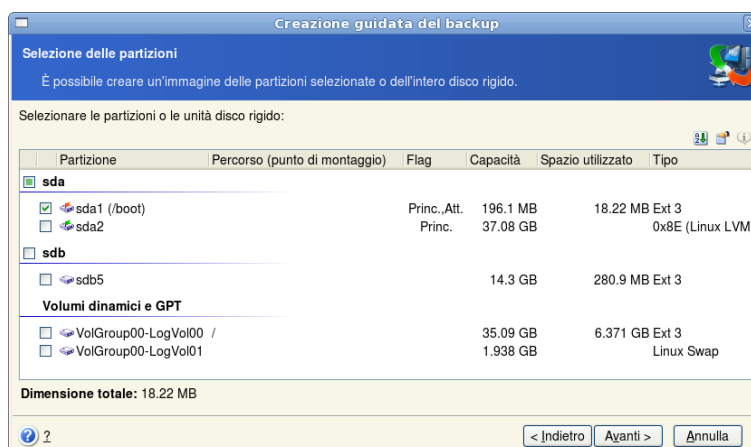 Creazione guidata del backup
Selezione delle partizioni
È possibile creare un'immagine delle partizioni selezionate o dell'intero disco rigido.
Selezionare le partizioni o le unità disco rigido:
Partizione Percorso (punto di montaggio) Flag Capacità Spazio utilizzato Tipo
sda
sda1 (/boot) Princ.,Att. 196.1 MB 18.22 MB Ext 3
sda2 Princ. 37.08 GB 0x8E (Linux LVM
sdb
sdb5 14.3 GB 280.9 MB Ext 3
Volumi dinamici e GPT
VolGroup00-LogVol00 / 35.09 GB 6.371 GB Ext 3
VolGroup00-LogVol01 1.938 GB Linux Swap
Dimensione totale: 18.22 MB
? < Indietro Avanti > Annulla